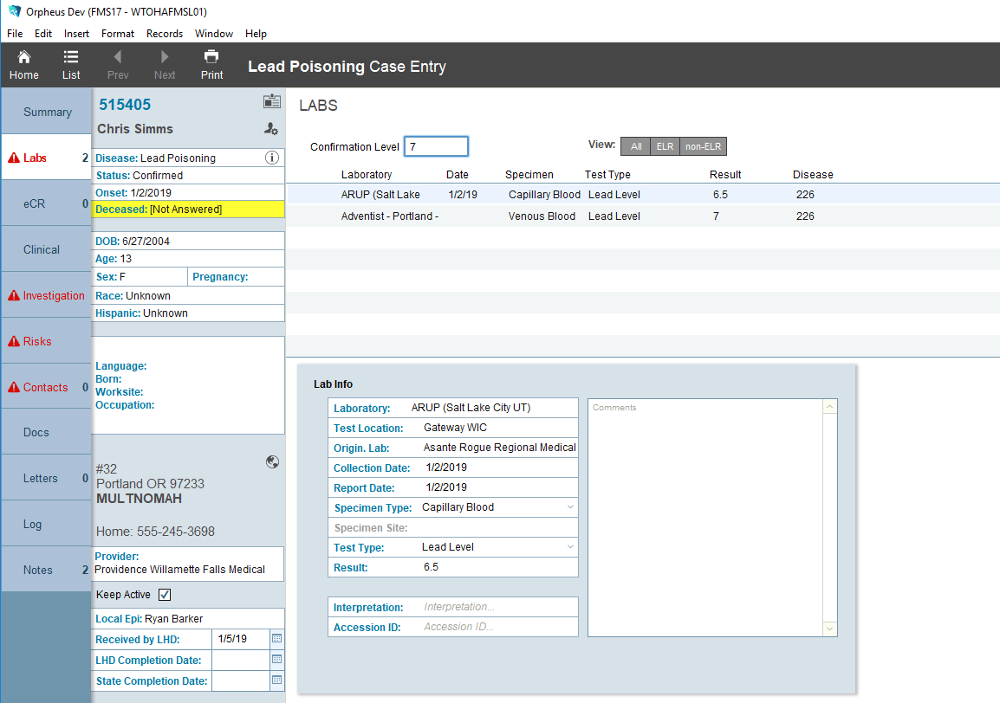 Orpheus Dev (FMS17 - WTOHAFMSL01)
File Edit Insert Format Records Window Help
Home List Prev Next Print
Lead Poisoning Case Entry
Summary
Labs 2
eCR 0
Clinical
Investigation
Risks
Contacts 0
Docs
Letters 0
Log
Notes 2
515405
Chris Simms
Disease: Lead Poisoning
Status: Confirmed
Onset: 1/2/2019
Deceased: [Not Answered]
DOB: 6/27/2004
Age: 13
Sex: F Pregnancy:
Race: Unknown
Hispanic: Unknown
Language:
Born:
Worksite:
Occupation:
#32
Portland OR 97233
MULTNOMAH
Home: 555-245-3698
Provider:
Providence Willamette Falls Medical
Keep Active
Local Epi: Ryan Barker
Received by LHD: 1/5/19
LHD Completion Date:
State Completion Date:
LABS
Confirmation Level 7
View: All ELR non-ELR
Laboratory Date Specimen Test Type Result Disease
ARUP (Salt Lake 1/2/19 Capillary Blood Lead Level 6.5 226
Adventist - Portland - Venous Blood Lead Level 7 226
Lab Info
Laboratory: ARUP (Salt Lake City UT)
Test Location: Gateway WIC
Origin. Lab: Asante Rogue Regional Medical
Collection Date: 1/2/2019
Report Date: 1/2/2019
Specimen Type: Capillary Blood
Specimen Site:
Test Type: Lead Level
Result: 6.5
Interpretation: Interpretation...
Accession ID: Accession ID...
Comments